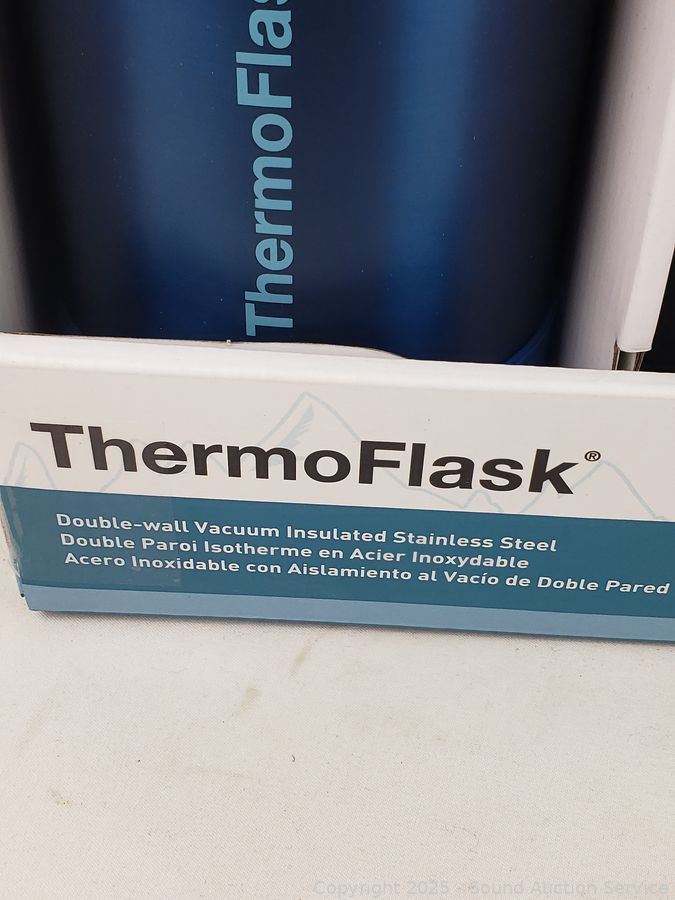 ThermoFlas
ThermoFlask®
Double-wall Vacuum Insulated Stainless Steel
Double Paroi Isotherme en Acier Inoxydable
Acero Inoxidable con Aislamiento al Vacío de Doble Pared
Copyright 2025 - Sound Auction Service